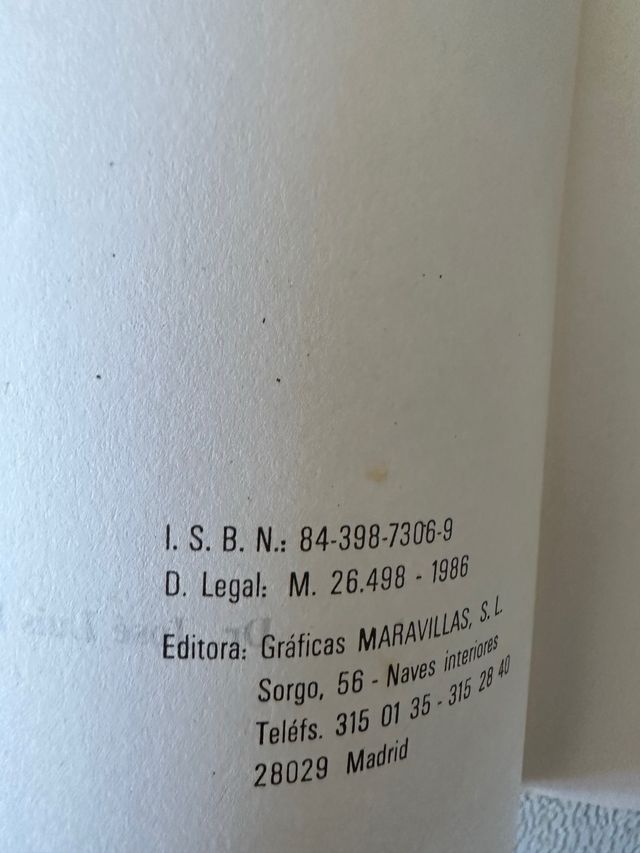 I. S. B. N.: 84-398-7306-9
D. Legal: M. 26.498 - 1986
Editora: Gráficas MARAVILLAS, S. L.
Sorgo, 56 - Naves interiores
Teléfs. 315 01 35 - 315 28 40
28029 Madrid